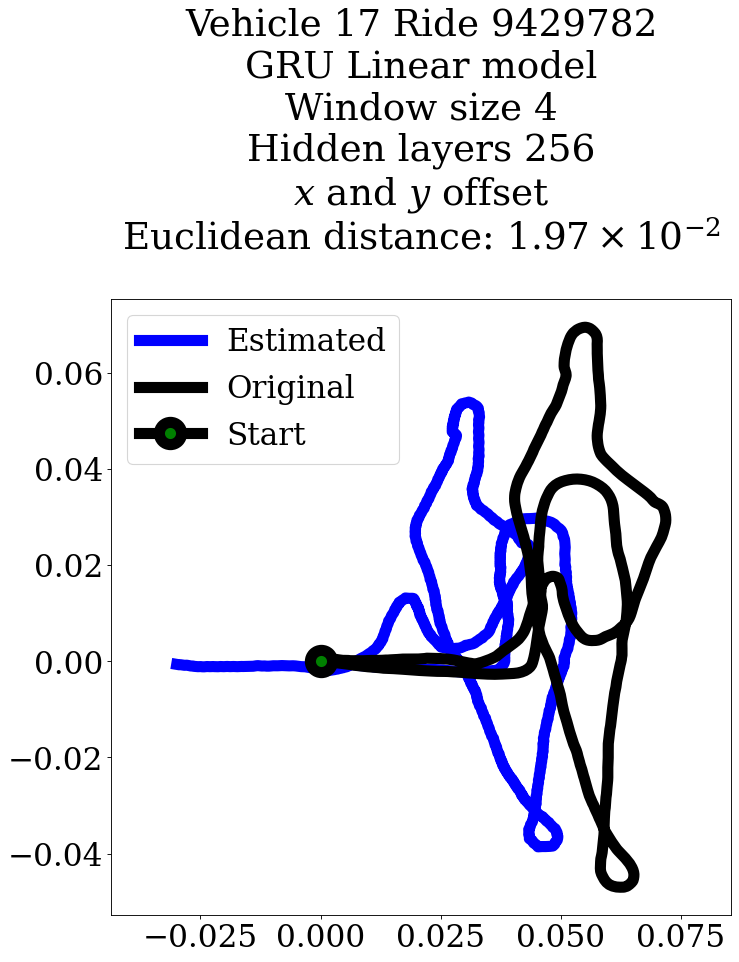 Vehicle 17 Ride 9429782
GRU Linear model
Window size 4
Hidden layers 256
x and y offset
Euclidean distance: 1.97 × 10⁻²
Estimated
Original
Start
0.06
0.04
0.02
0.00
−0.02
−0.04
−0.025 0.000 0.025 0.050 0.075